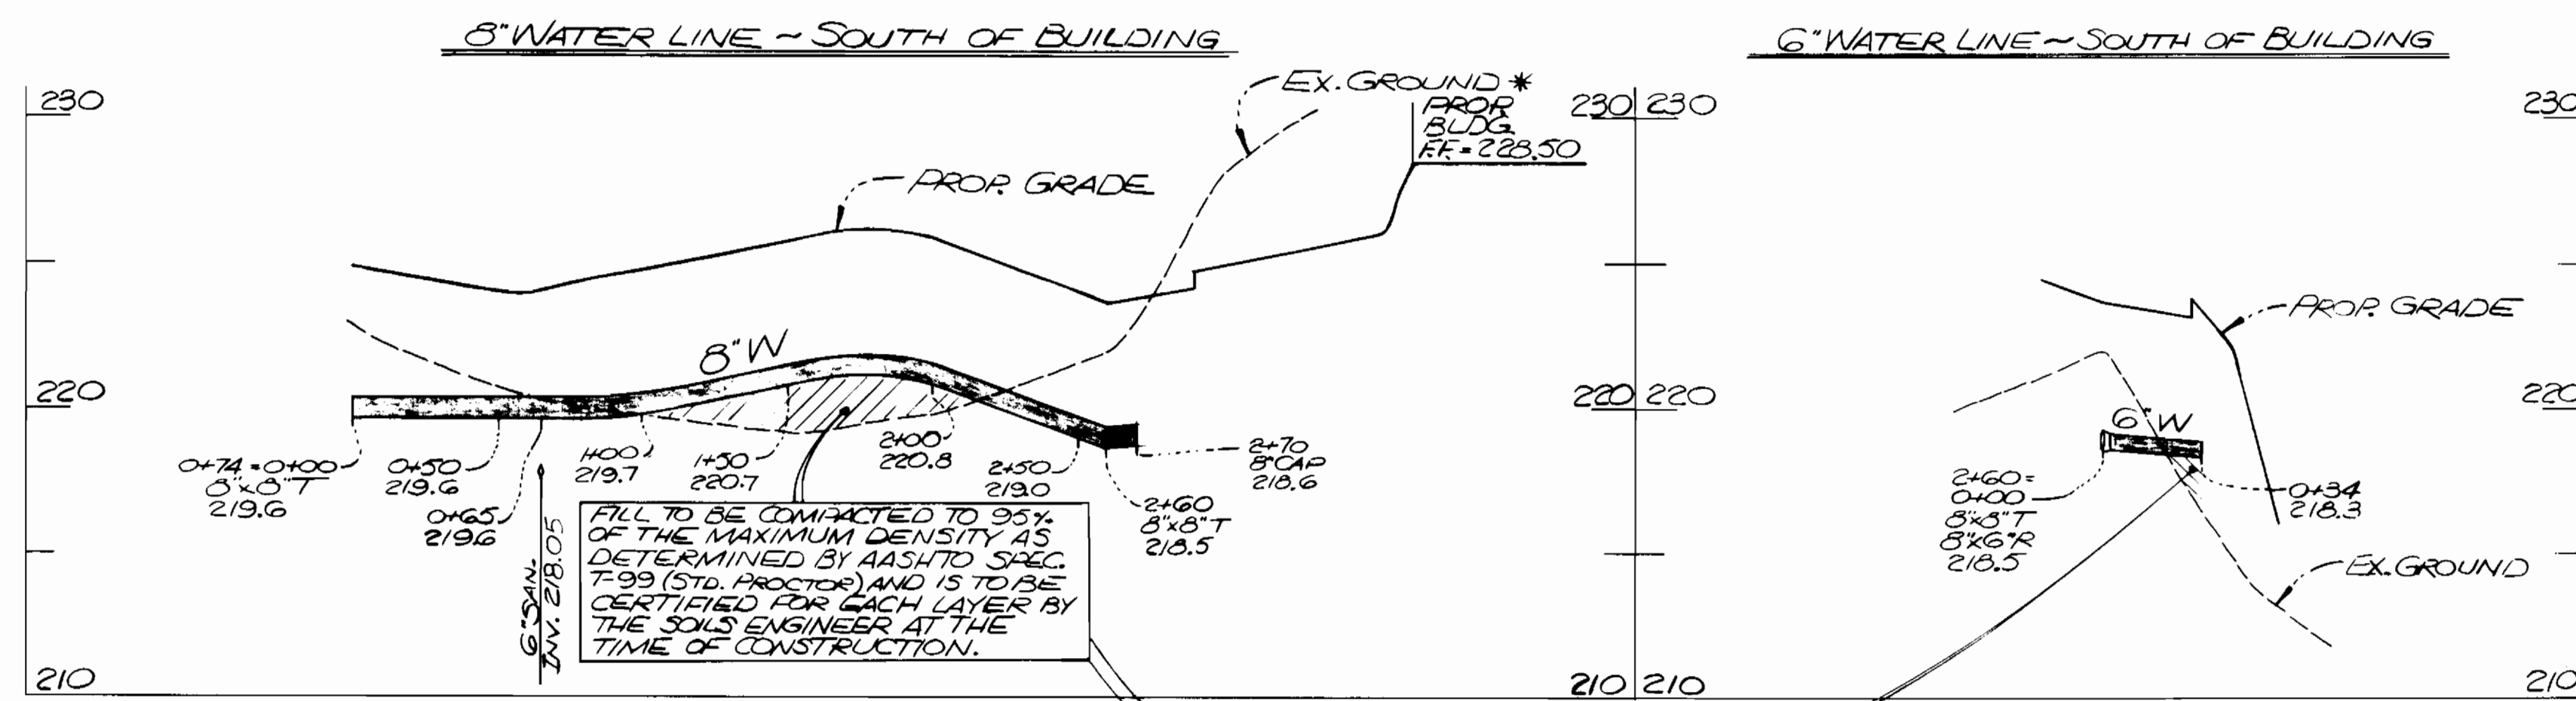 8" WATER LINE ~ SOUTH OF BUILDING
230
EX. GROUND *
PROP.
BLDG.
F.F. = 228.50
230
PROP. GRADE
8" W
220
220
0+74 = 0+00
8"x8" T
219.6
0+50
219.6
0+65
219.6
1+00
219.7
1+50
220.7
2+00
220.8
2+50
219.0
2+60
8"x8" T
218.5
2+70
8" CAP
218.6
6" SAN.
INV. 218.05
FILL TO BE COMPACTED TO 95%
OF THE MAXIMUM DENSITY AS
DETERMINED BY AASHTO SPEC.
T-99 (STD. PROCTOR) AND IS TO BE
CERTIFIED FOR EACH LAYER BY
THE SOILS ENGINEER AT THE
TIME OF CONSTRUCTION.
210
210
6" WATER LINE ~ SOUTH OF BUILDING
230
230
PROP. GRADE
220
220
6" W
2+60 =
0+00
8"x8" T
8"x6" R
218.5
0+34
218.3
EX. GROUND
210
210